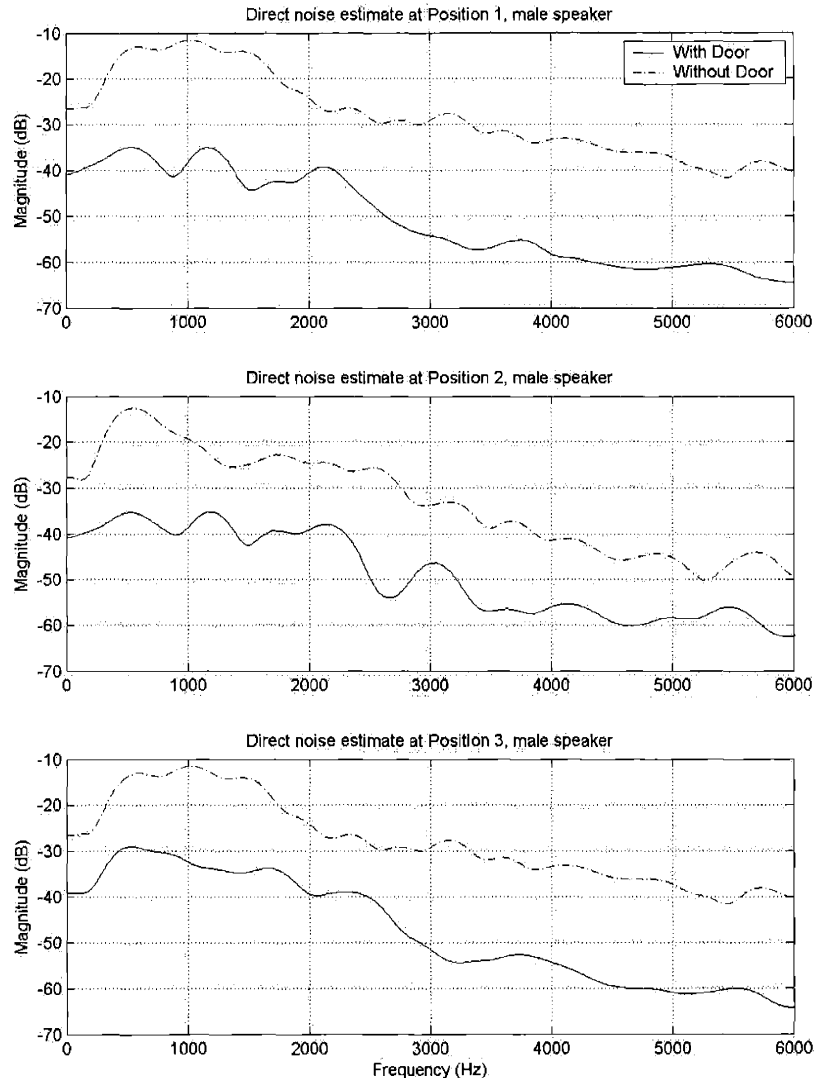 Direct noise estimate at Position 1, male speaker
-10
-20
-30
-40
-50
-60
-70
Magnitude (dB)
With Door
Without Door
0 1000 2000 3000 4000 5000 6000
Direct noise estimate at Position 2, male speaker
-10
-20
-30
-40
-50
-60
-70
Magnitude (dB)
0 1000 2000 3000 4000 5000 6000
Direct noise estimate at Position 3, male speaker
-10
-20
-30
-40
-50
-60
-70
Magnitude (dB)
0 1000 2000 3000 4000 5000 6000
Frequency (Hz)